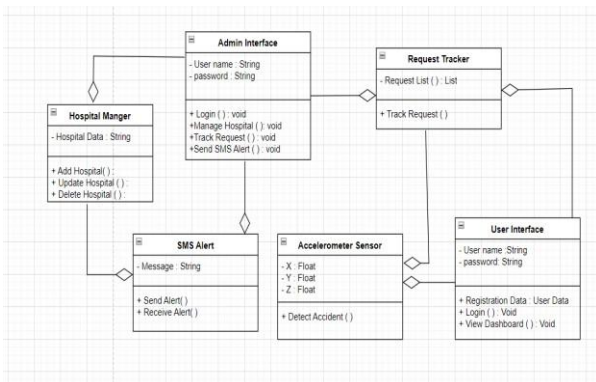 Admin Interface
- User name : String
- password : String
+ Login ( ) : void
+Manage Hospital ( ): void
+Track Request ( ) : void
+Send SMS Alert ( ) : void
Request Tracker
- Request List ( ) : List
+ Track Request ( )
Hospital Manger
- Hospital Data : String
+ Add Hospital( ) :
+ Update Hospital ( ) :
+ Delete Hospital ( ) :
SMS Alert
- Message : String
+ Send Alert( )
+ Receive Alert( )
Accelerometer Sensor
- X : Float
- Y : Float
- Z : Float
+ Detect Accident ( )
User Interface
- User name :String
- password: String
+ Registration Data : User Data
+ Login ( ) : Void
+ View Dashboard ( ) : Void